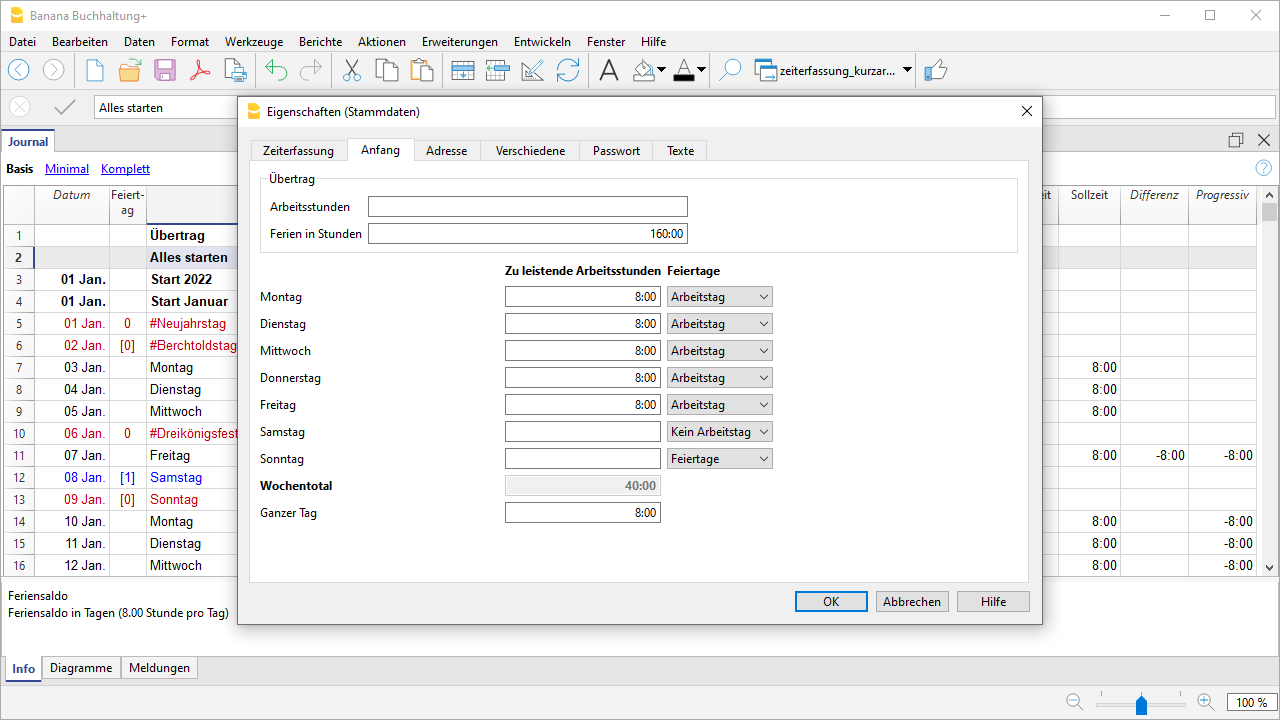 Banana Buchhaltung+
Datei Bearbeiten Daten Format Werkzeuge Berichte Aktionen Erweiterungen Entwickeln Fenster Hilfe
zeiterfassung_kurzar...
Alles starten
Eigenschaften (Stammdaten)
Journal
Zeiterfassung Anfang Adresse Verschiedene Passwort Texte
Basis Minimal Komplett
Übertrag
Arbeitsstunden
Ferien in Stunden 160:00
Zu leistende Arbeitsstunden Feiertage
Montag 8:00 Arbeitstag
Dienstag 8:00 Arbeitstag
Mittwoch 8:00 Arbeitstag
Donnerstag 8:00 Arbeitstag
Freitag 8:00 Arbeitstag
Samstag Kein Arbeitstag
Sonntag Feiertage
Wochentotal 40:00
Ganzer Tag 8:00
OK Abbrechen Hilfe
Datum Feiert-ag Sollzeit Differenz Progressiv
1 Übertrag
2 Alles starten
3 01 Jan. Start 2022
4 01 Jan. Start Januar
5 01 Jan. 0 #Neujahrstag
6 02 Jan. [0] #Berchtoldstag
7 03 Jan. Montag 8:00
8 04 Jan. Dienstag 8:00
9 05 Jan. Mittwoch 8:00
10 06 Jan. 0 #Dreikönigsfest
11 07 Jan. Freitag 8:00 -8:00 -8:00
12 08 Jan. [1] Samstag
13 09 Jan. [0] Sonntag
14 10 Jan. Montag 8:00 -8:00
15 11 Jan. Dienstag 8:00 -8:00
16 12 Jan. Mittwoch 8:00 -8:00
Feriensaldo
Feriensaldo in Tagen (8.00 Stunde pro Tag)
Info Diagramme Meldungen
100 %